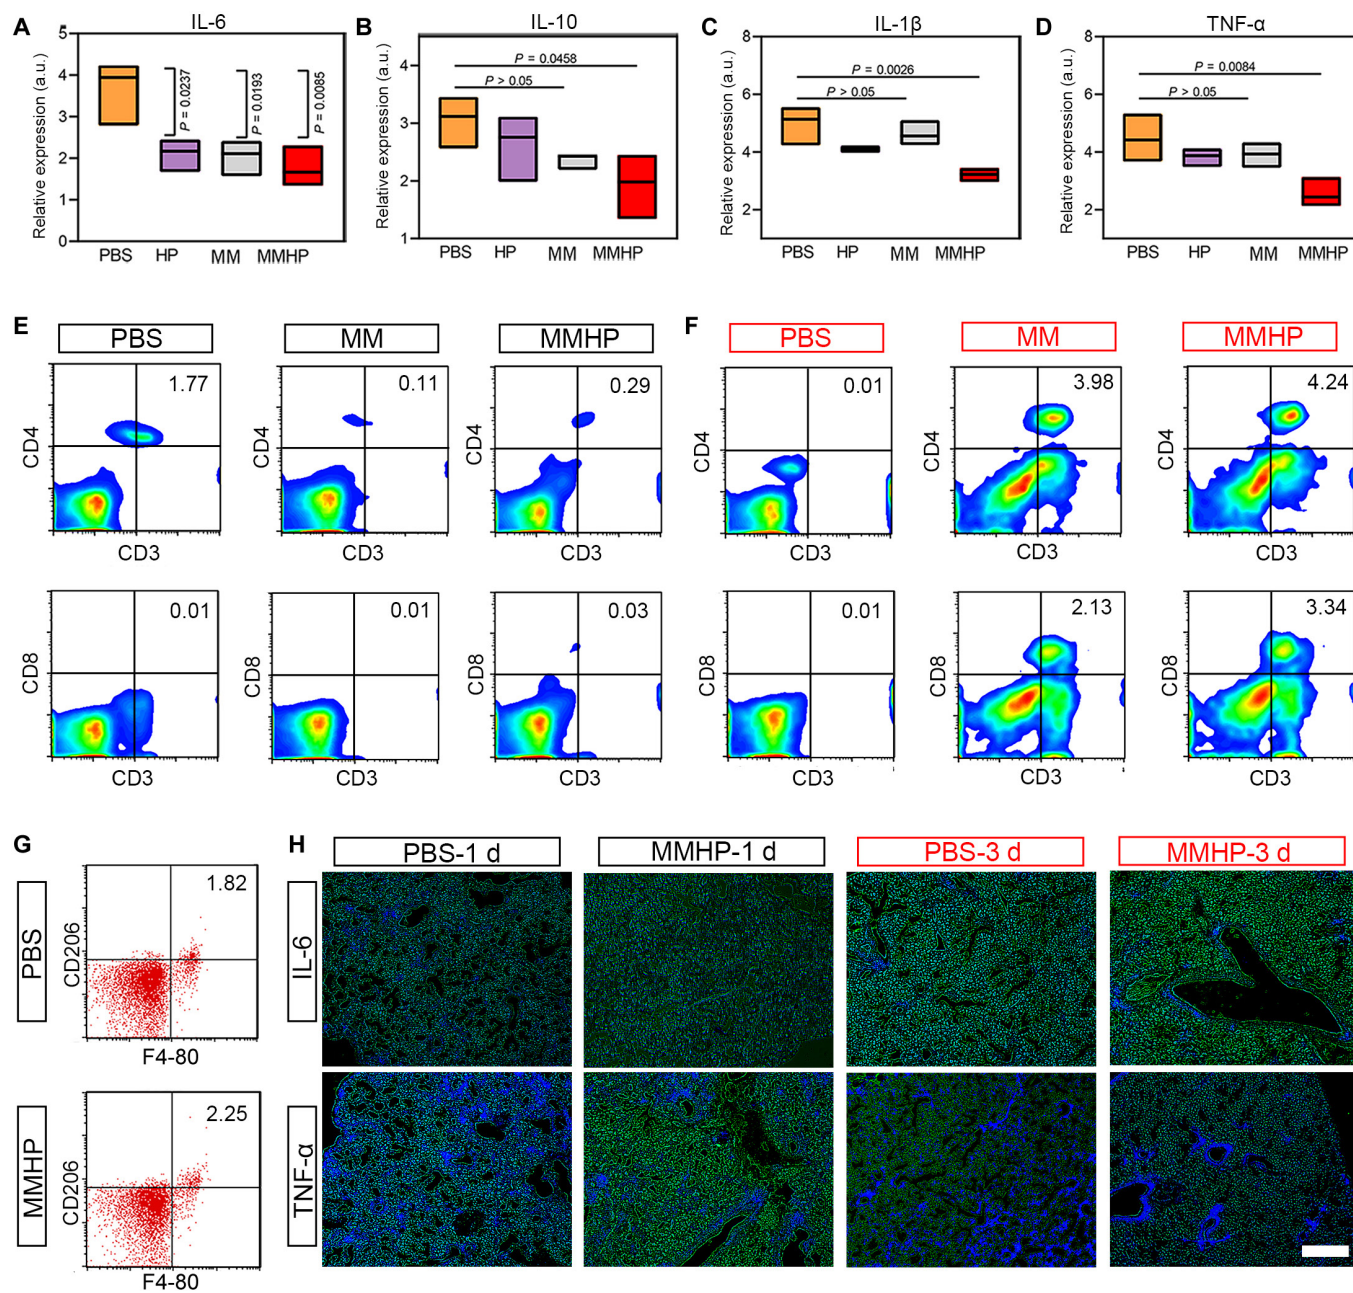 A
IL-6
Relative expression (a.u.)
5
4
3
2
1
0
P = 0.0237
P = 0.0193
P = 0.0085
PBS HP MM MMHP
B
IL-10
Relative expression (a.u.)
4
3
2
1
P = 0.0458
P > 0.05
PBS HP MM MMHP
C
IL-1β
Relative expression (a.u.)
8
6
4
2
P = 0.0026
P > 0.05
PBS HP MM MMHP
D
TNF-α
Relative expression (a.u.)
8
6
4
2
P = 0.0084
P > 0.05
PBS HP MM MMHP
E
PBS MM MMHP
CD4 1.77 CD3
CD4 0.11 CD3
CD4 0.29 CD3
CD8 0.01 CD3
CD8 0.01 CD3
CD8 0.03 CD3
F
PBS MM MMHP
CD4 0.01 CD3
CD4 3.98 CD3
CD4 4.24 CD3
CD8 0.01 CD3
CD8 2.13 CD3
CD8 3.34 CD3
G
PBS
CD206
1.82
F4-80
MMHP
CD206
2.25
F4-80
H
PBS-1 d MMHP-1 d PBS-3 d MMHP-3 d
IL-6
TNF-α